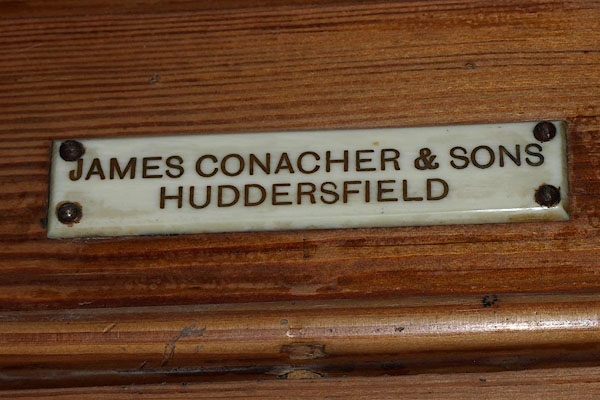 JAMES CONACHER & SONS
HUDDERSFIELD